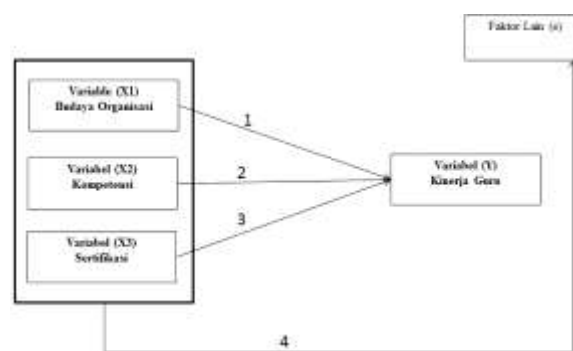 Faktor Lain (e)
Variable (X1)
Budaya Organisasi
1
Variabel (X2)
Kompetensi
2
Variabel (Y)
Kinerja Guru
3
Variabel (X3)
Sertifikasi
4